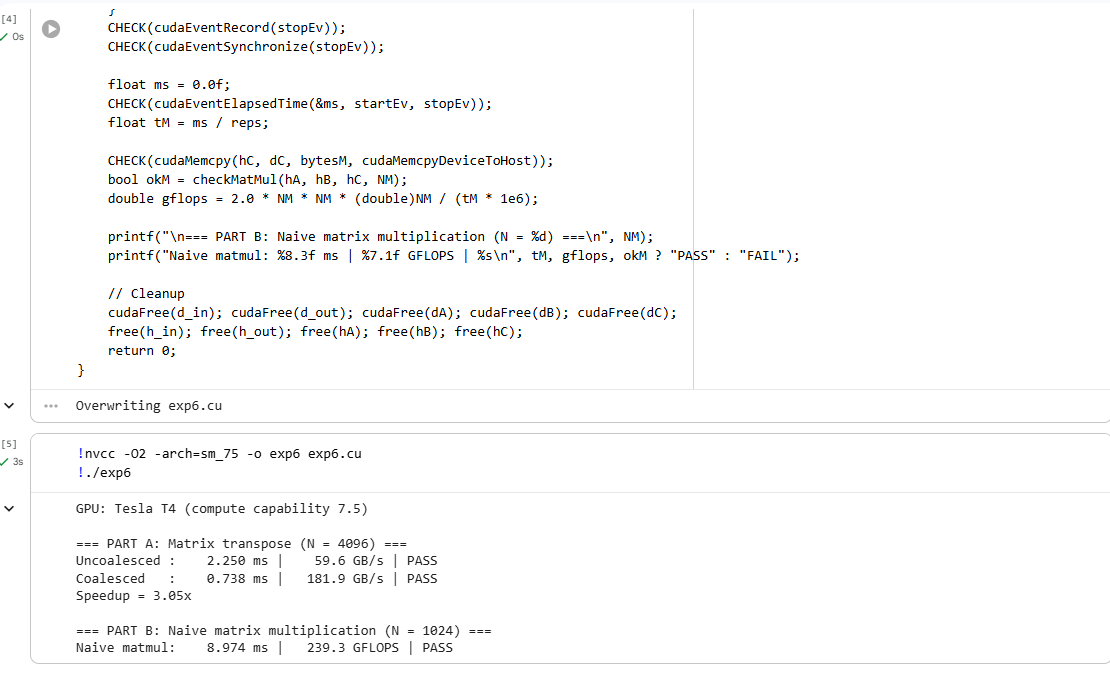 [4]
0s
}
CHECK(cudaEventRecord(stopEv));
CHECK(cudaEventSynchronize(stopEv));
float ms = 0.0f;
CHECK(cudaEventElapsedTime(&ms, startEv, stopEv));
float tM = ms / reps;
CHECK(cudaMemcpy(hC, dC, bytesM, cudaMemcpyDeviceToHost));
bool okM = checkMatMul(hA, hB, hC, NM);
double gflops = 2.0 * NM * NM * (double)NM / (tM * 1e6);
printf("\n=== PART B: Naive matrix multiplication (N = %d) ===\n", NM);
printf("Naive matmul: %8.3f ms | %7.1f GFLOPS | %s\n", tM, gflops, okM ? "PASS" : "FAIL");
// Cleanup
cudaFree(d_in); cudaFree(d_out); cudaFree(dA); cudaFree(dB); cudaFree(dC);
free(h_in); free(h_out); free(hA); free(hB); free(hC);
return 0;
}
Overwriting exp6.cu
[5]
3s
!nvcc -O2 -arch=sm_75 -o exp6 exp6.cu
!./exp6
GPU: Tesla T4 (compute capability 7.5)
=== PART A: Matrix transpose (N = 4096) ===
Uncoalesced :    2.250 ms |    59.6 GB/s | PASS
Coalesced   :    0.738 ms |   181.9 GB/s | PASS
Speedup = 3.05x
=== PART B: Naive matrix multiplication (N = 1024) ===
Naive matmul:    8.974 ms |   239.3 GFLOPS | PASS